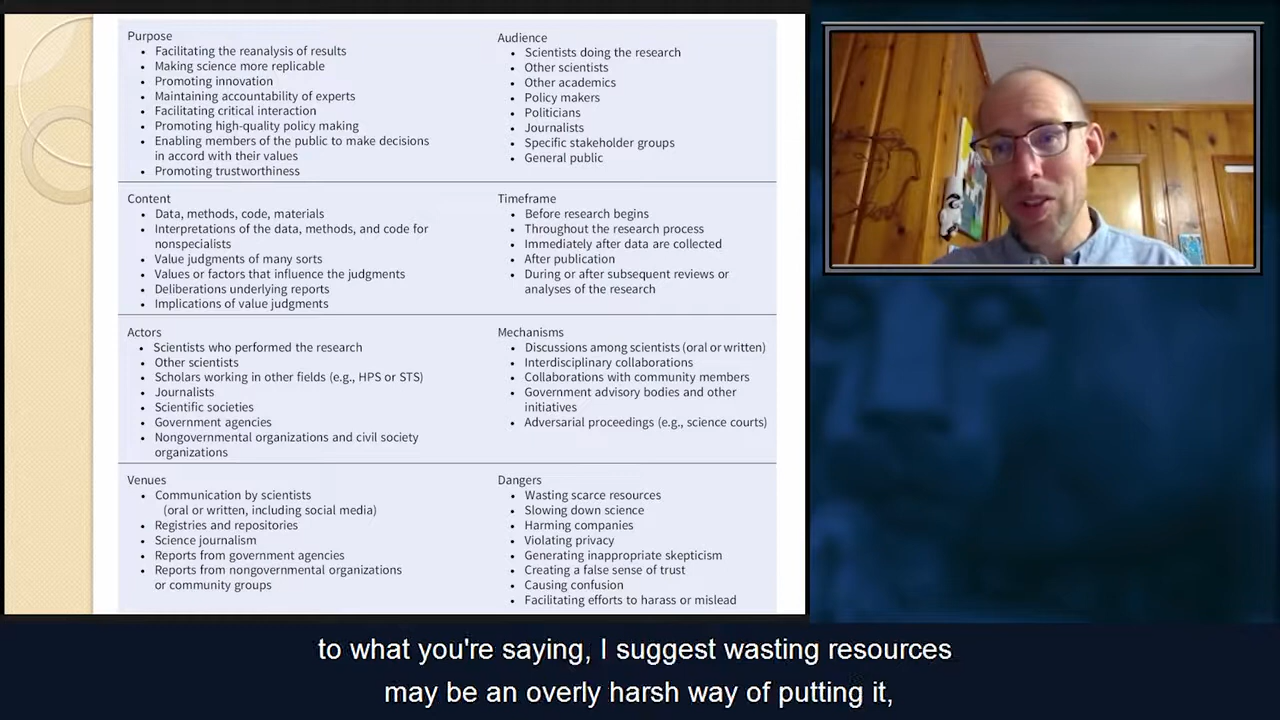 Purpose
• Facilitating the reanalysis of results
• Making science more replicable
• Promoting innovation
• Maintaining accountability of experts
• Facilitating critical interaction
• Promoting high-quality policy making
• Enabling members of the public to make decisions
in accord with their values
• Promoting trustworthiness
Audience
• Scientists doing the research
• Other scientists
• Other academics
• Policy makers
• Politicians
• Journalists
• Specific stakeholder groups
• General public
Content
• Data, methods, code, materials
• Interpretations of the data, methods, and code for
nonspecialists
• Value judgments of many sorts
• Values or factors that influence the judgments
• Deliberations underlying reports
• Implications of value judgments
Timeframe
• Before research begins
• Throughout the research process
• Immediately after data are collected
• After publication
• During or after subsequent reviews or
analyses of the research
Actors
• Scientists who performed the research
• Other scientists
• Scholars working in other fields (e.g., HPS or STS)
• Journalists
• Scientific societies
• Government agencies
• Nongovernmental organizations and civil society
organizations
Mechanisms
• Discussions among scientists (oral or written)
• Interdisciplinary collaborations
• Collaborations with community members
• Government advisory bodies and other
initiatives
• Adversarial proceedings (e.g., science courts)
Venues
• Communication by scientists
(oral or written, including social media)
• Registries and repositories
• Science journalism
• Reports from government agencies
• Reports from nongovernmental organizations
or community groups
Dangers
• Wasting scarce resources
• Slowing down science
• Harming companies
• Violating privacy
• Generating inappropriate skepticism
• Creating a false sense of trust
• Causing confusion
• Facilitating efforts to harass or mislead
to what you're saying, I suggest wasting resources
may be an overly harsh way of putting it,